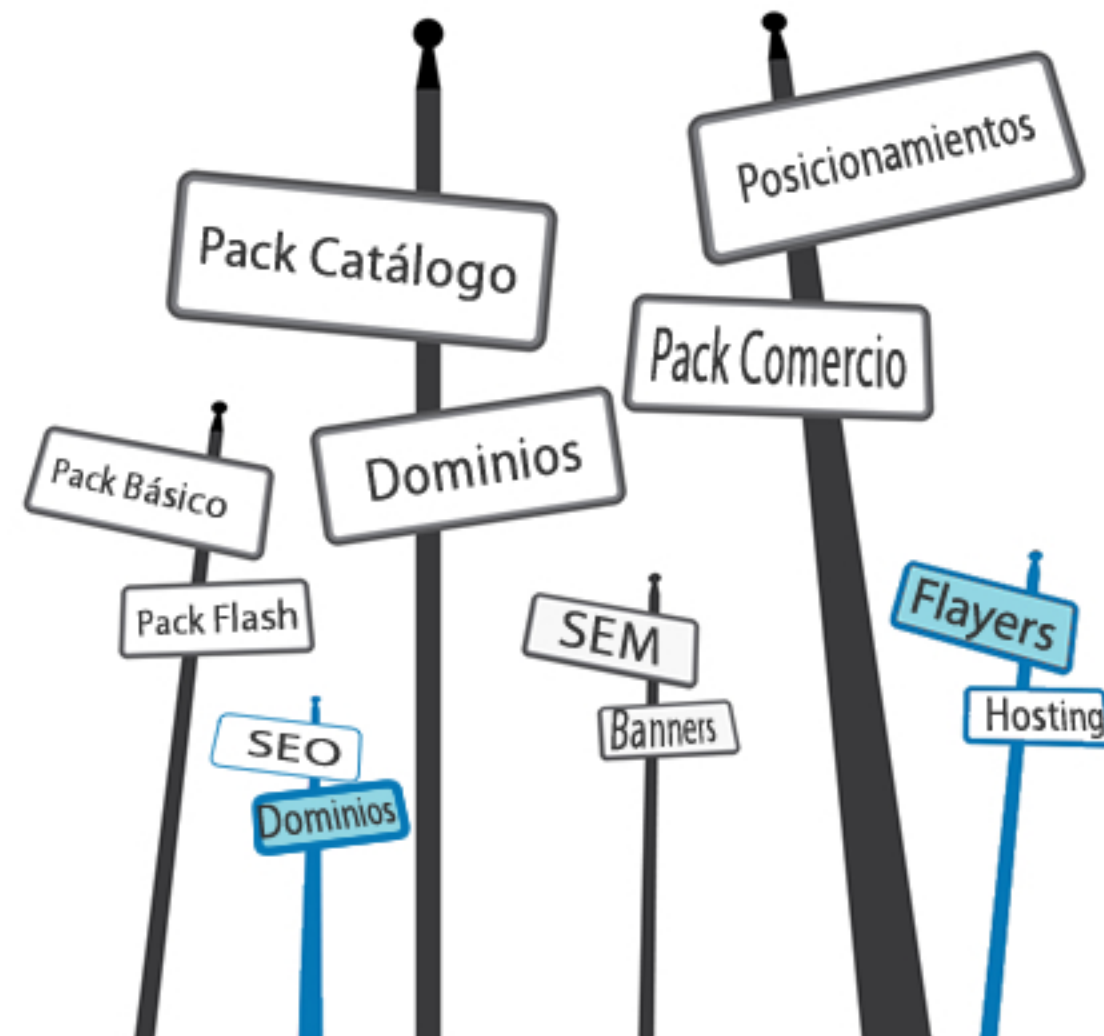 Posicionamientos
Pack Catálogo
Pack Comercio
Dominios
Pack Básico
Pack Flash
Flayers
SEM
Hosting
Banners
SEO
Dominios